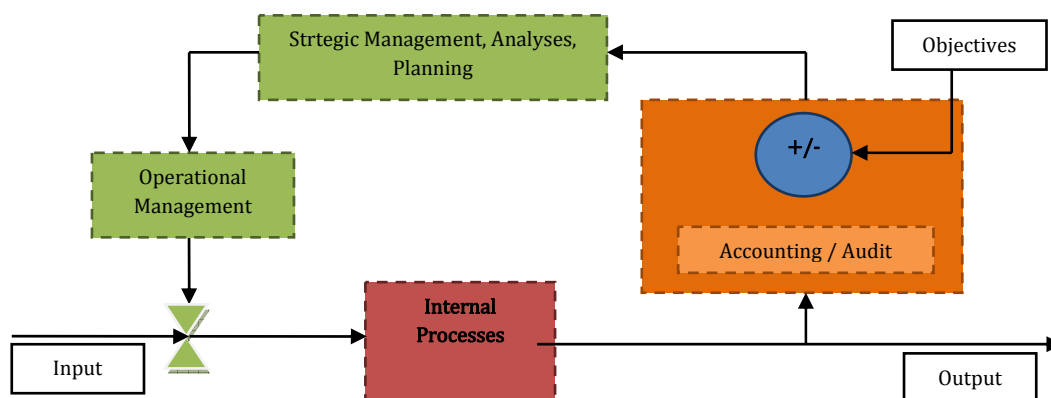 Strtegic Management, Analyses,
Planning
Objectives
+/-
Operational
Management
Accounting / Audit
Internal
Processes
Input
Output